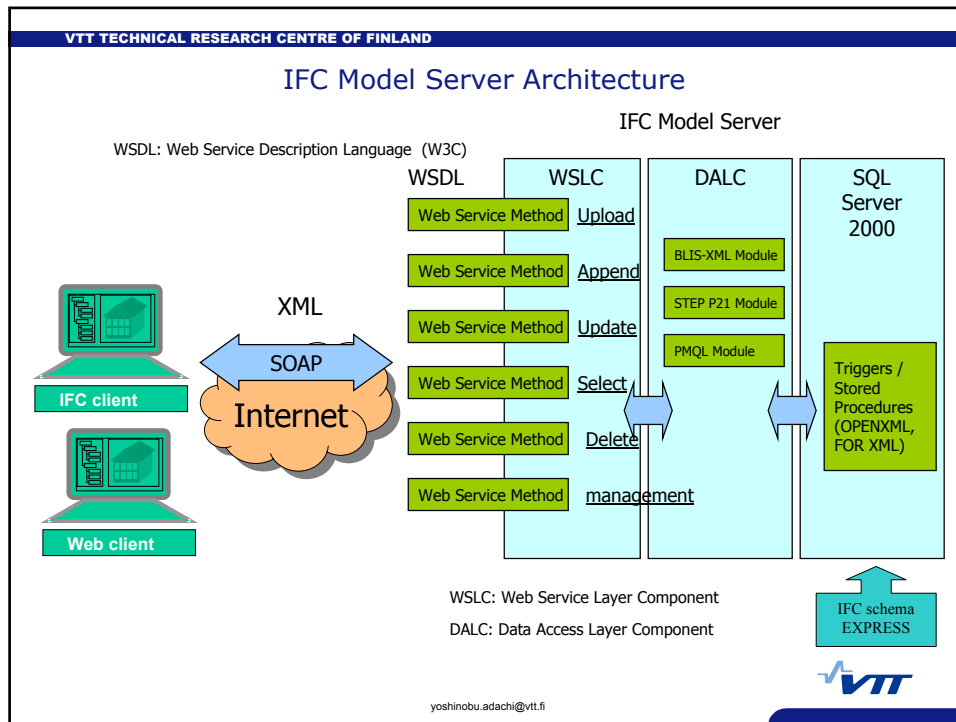 VTT TECHNICAL RESEARCH CENTRE OF FINLAND
IFC Model Server Architecture
IFC Model Server
WSDL: Web Service Description Language (W3C)
WSDL
WSLC
DALC
SQL
Server
2000
Web Service Method
Upload
Web Service Method
Append
Web Service Method
Update
Web Service Method
Select
Web Service Method
Delete
Web Service Method
management
BLIS-XML Module
STEP P21 Module
PMQL Module
Triggers /
Stored
Procedures
(OPENXML,
FOR XML)
XML
SOAP
Internet
IFC client
Web client
WSLC: Web Service Layer Component
DALC: Data Access Layer Component
IFC schema
EXPRESS
VTT
yoshinobu.adachi@vtt.fi